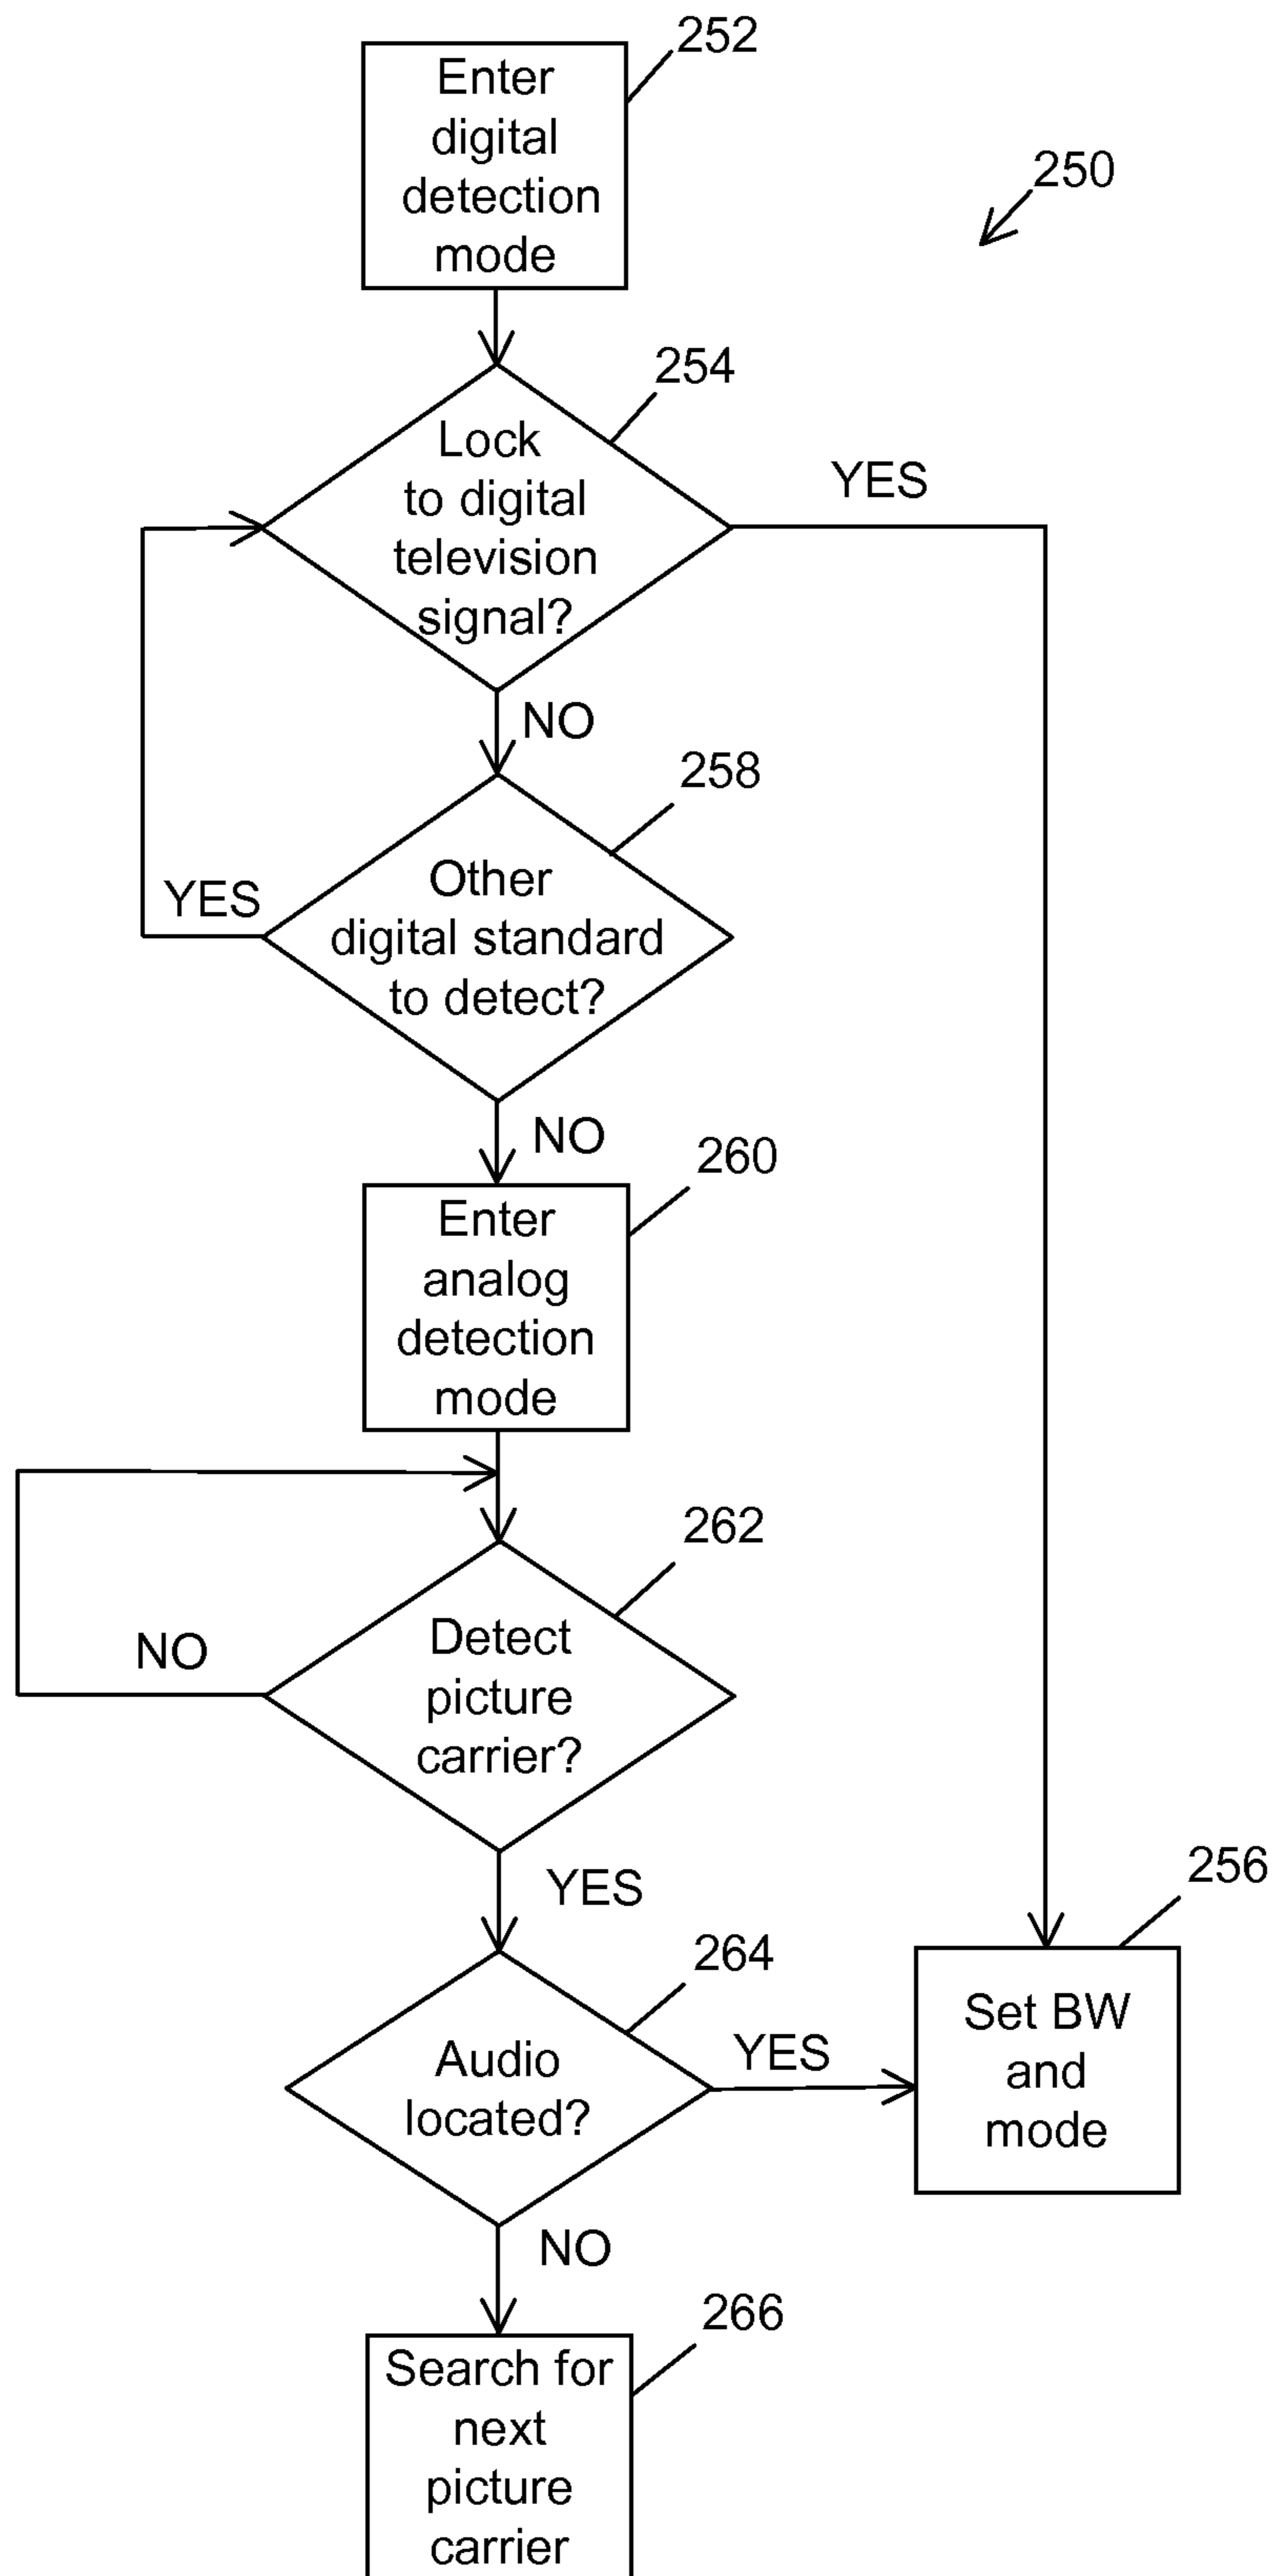 252
Enter
digital
detection
mode
250
254
Lock
to digital
television
signal?
YES
NO
258
Other
digital standard
to detect?
YES
NO
260
Enter
analog
detection
mode
262
Detect
picture
carrier?
NO
YES
256
264
Audio
located?
YES
Set BW
and
mode
NO
266
Search for
next
picture
carrier